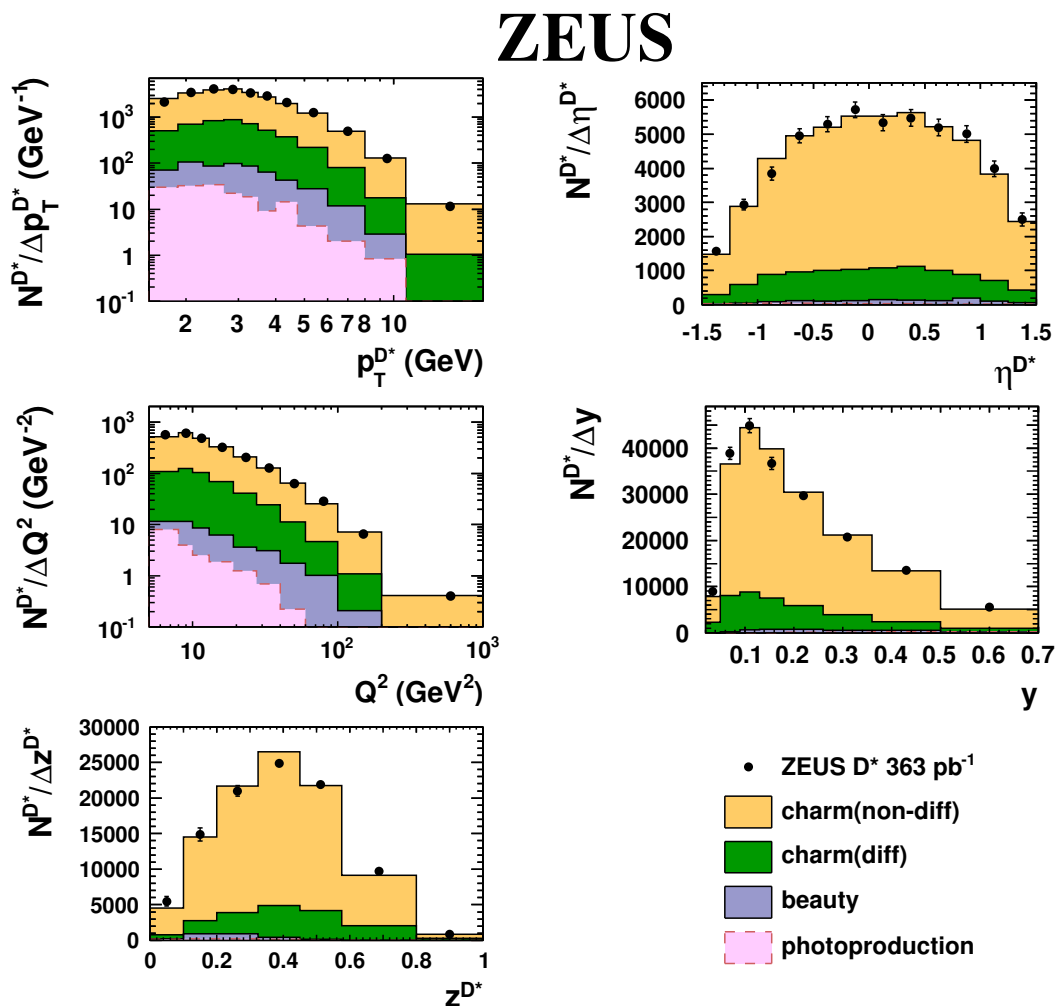 ZEUS
N^D*/Δp_T^D* (GeV^-1)
10^3
10^2
10
1
10^-1
2 3 4 5 6 7 8 10
p_T^D* (GeV)
N^D*/Δη^D*
6000
5000
4000
3000
2000
1000
0
-1.5 -1 -0.5 0 0.5 1 1.5
η^D*
N^D*/ΔQ^2 (GeV^-2)
10^3
10^2
10
1
10^-1
10 10^2 10^3
Q^2 (GeV^2)
N^D*/Δy
40000
30000
20000
10000
0
0.1 0.2 0.3 0.4 0.5 0.6 0.7
y
N^D*/Δz^D*
30000
25000
20000
15000
10000
5000
0
0 0.2 0.4 0.6 0.8 1
z^D*
ZEUS D* 363 pb^-1
charm(non-diff)
charm(diff)
beauty
photoproduction